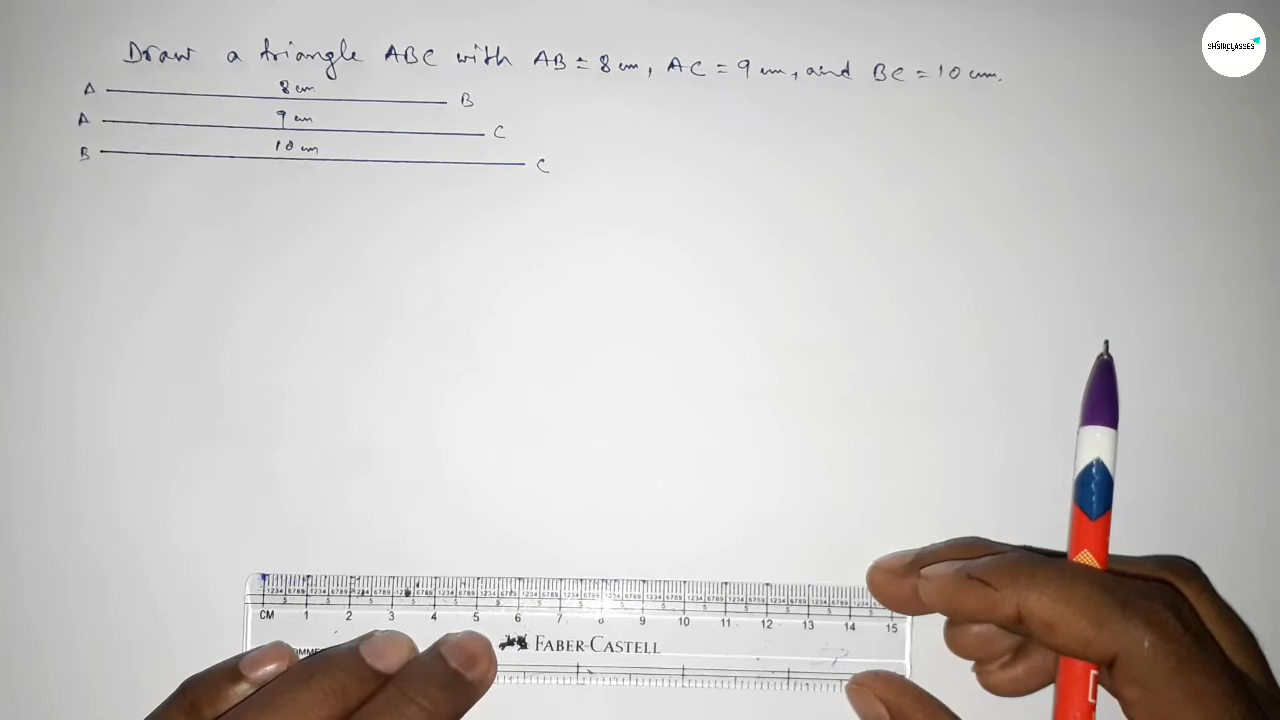 SHSIRCLASSES
Draw a triangle ABC with AB = 8 cm, AC = 9 cm, and BC = 10 cm.
A 8 cm B
A 9 cm C
B 10 cm C
CM 1 2 3 4 5 6 7 8 9 10 11 12 13 14 15
FABER-CASTELL